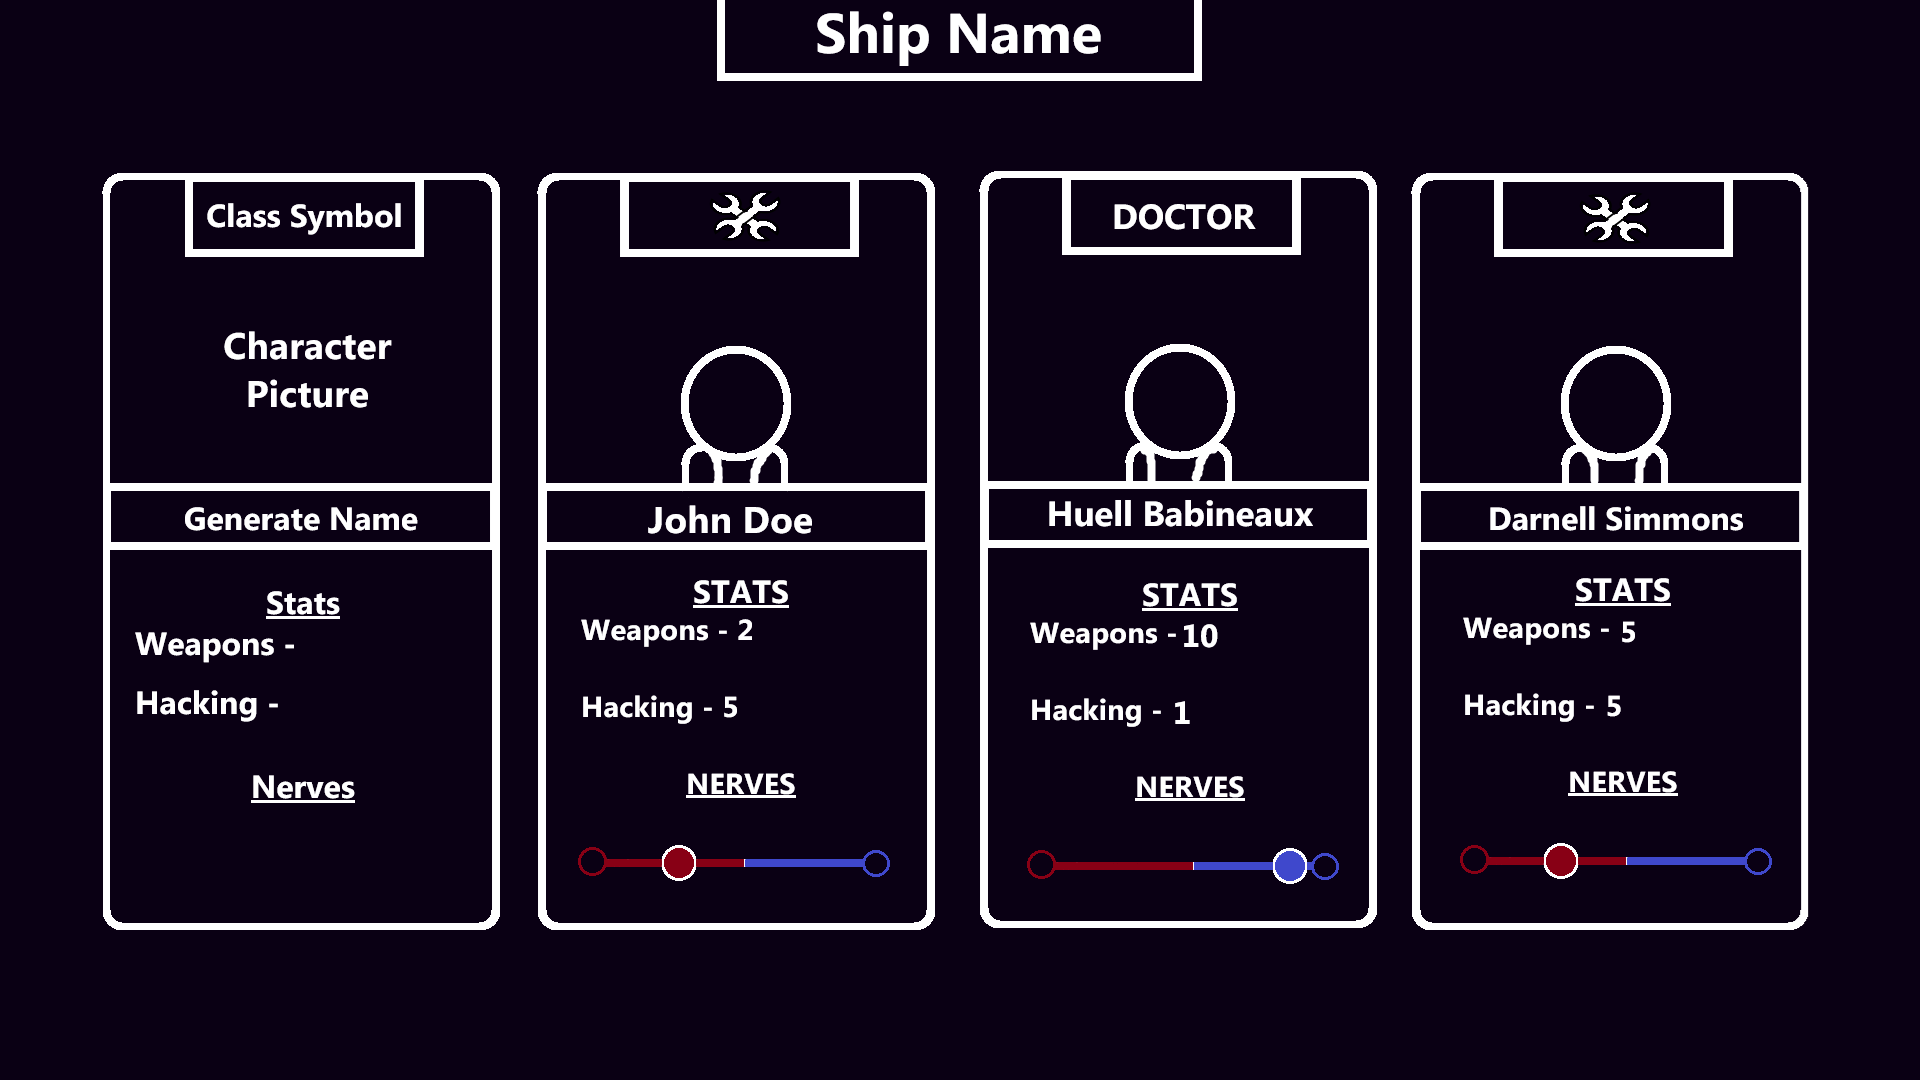 Ship Name
Class Symbol
Character
Picture
Generate Name
Stats
Weapons -
Hacking -
Nerves
John Doe
STATS
Weapons - 2
Hacking - 5
NERVES
DOCTOR
Huell Babineaux
STATS
Weapons - 10
Hacking - 1
NERVES
Darnell Simmons
STATS
Weapons - 5
Hacking - 5
NERVES